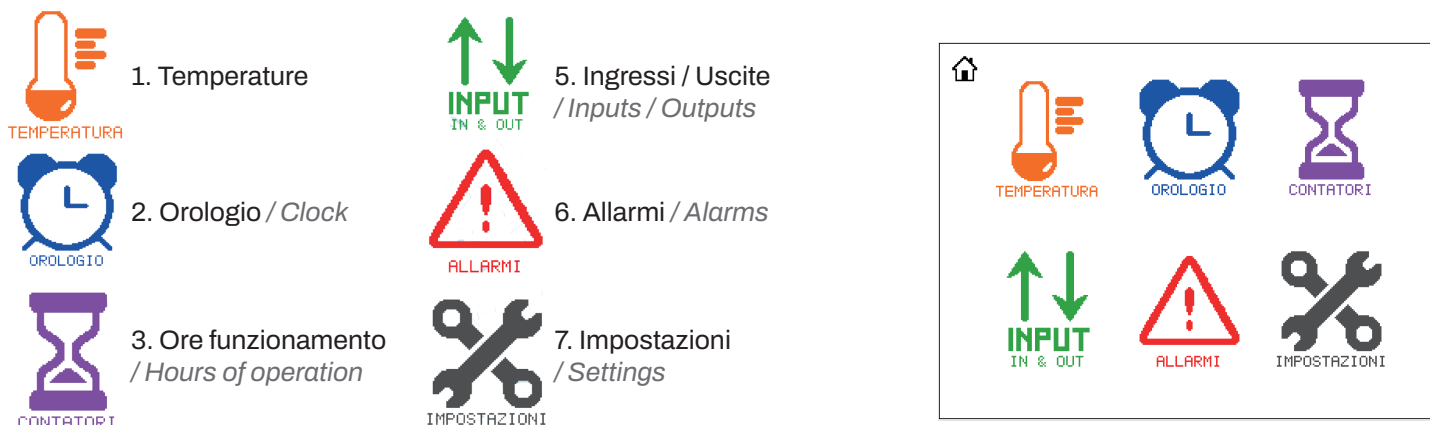 TEMPERATURA
1. Temperature
OROLOGIO
2. Orologio / Clock
CONTATORI
3. Ore funzionamento
/ Hours of operation
INPUT
IN & OUT
5. Ingressi / Uscite
/ Inputs / Outputs
ALLARMI
6. Allarmi / Alarms
IMPOSTAZIONI
7. Impostazioni
/ Settings
TEMPERATURA
OROLOGIO
CONTATORI
INPUT
IN & OUT
ALLARMI
IMPOSTAZIONI